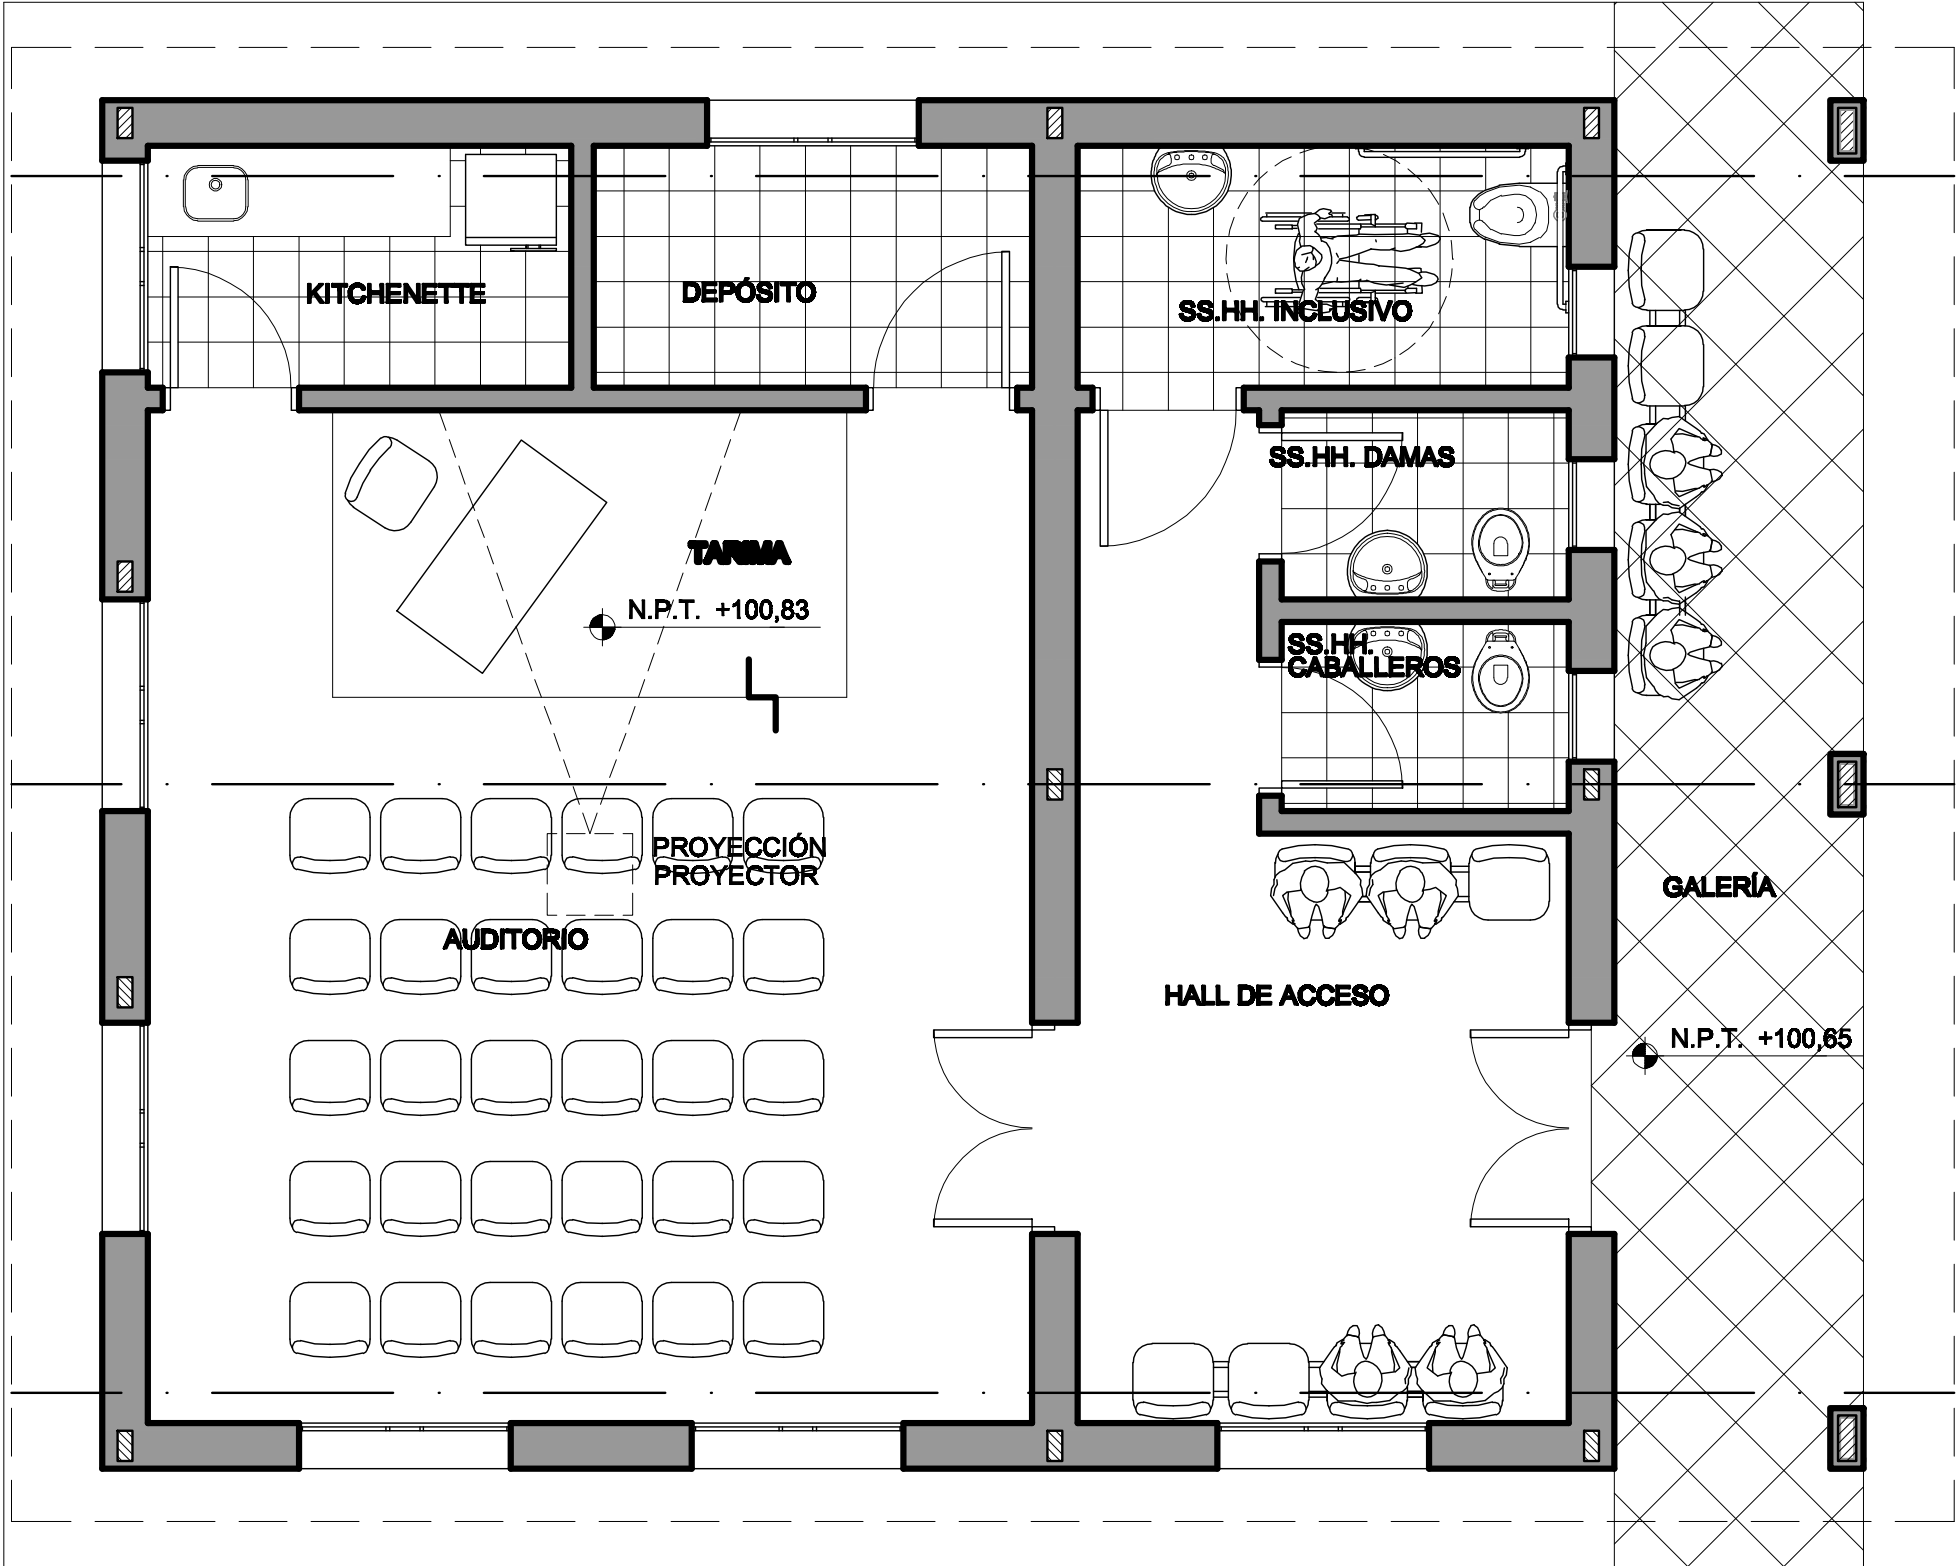 KITCHENETTE
DEPÓSITO
SS.HH. INCLUSIVO
SS.HH. DAMAS
TARIMA
N.P.T. +100,83
SS.HH.
CABALLEROS
PROYECCIÓN
PROYECTOR
GALERÍA
AUDITORIO
HALL DE ACCESO
N.P.T. +100,65